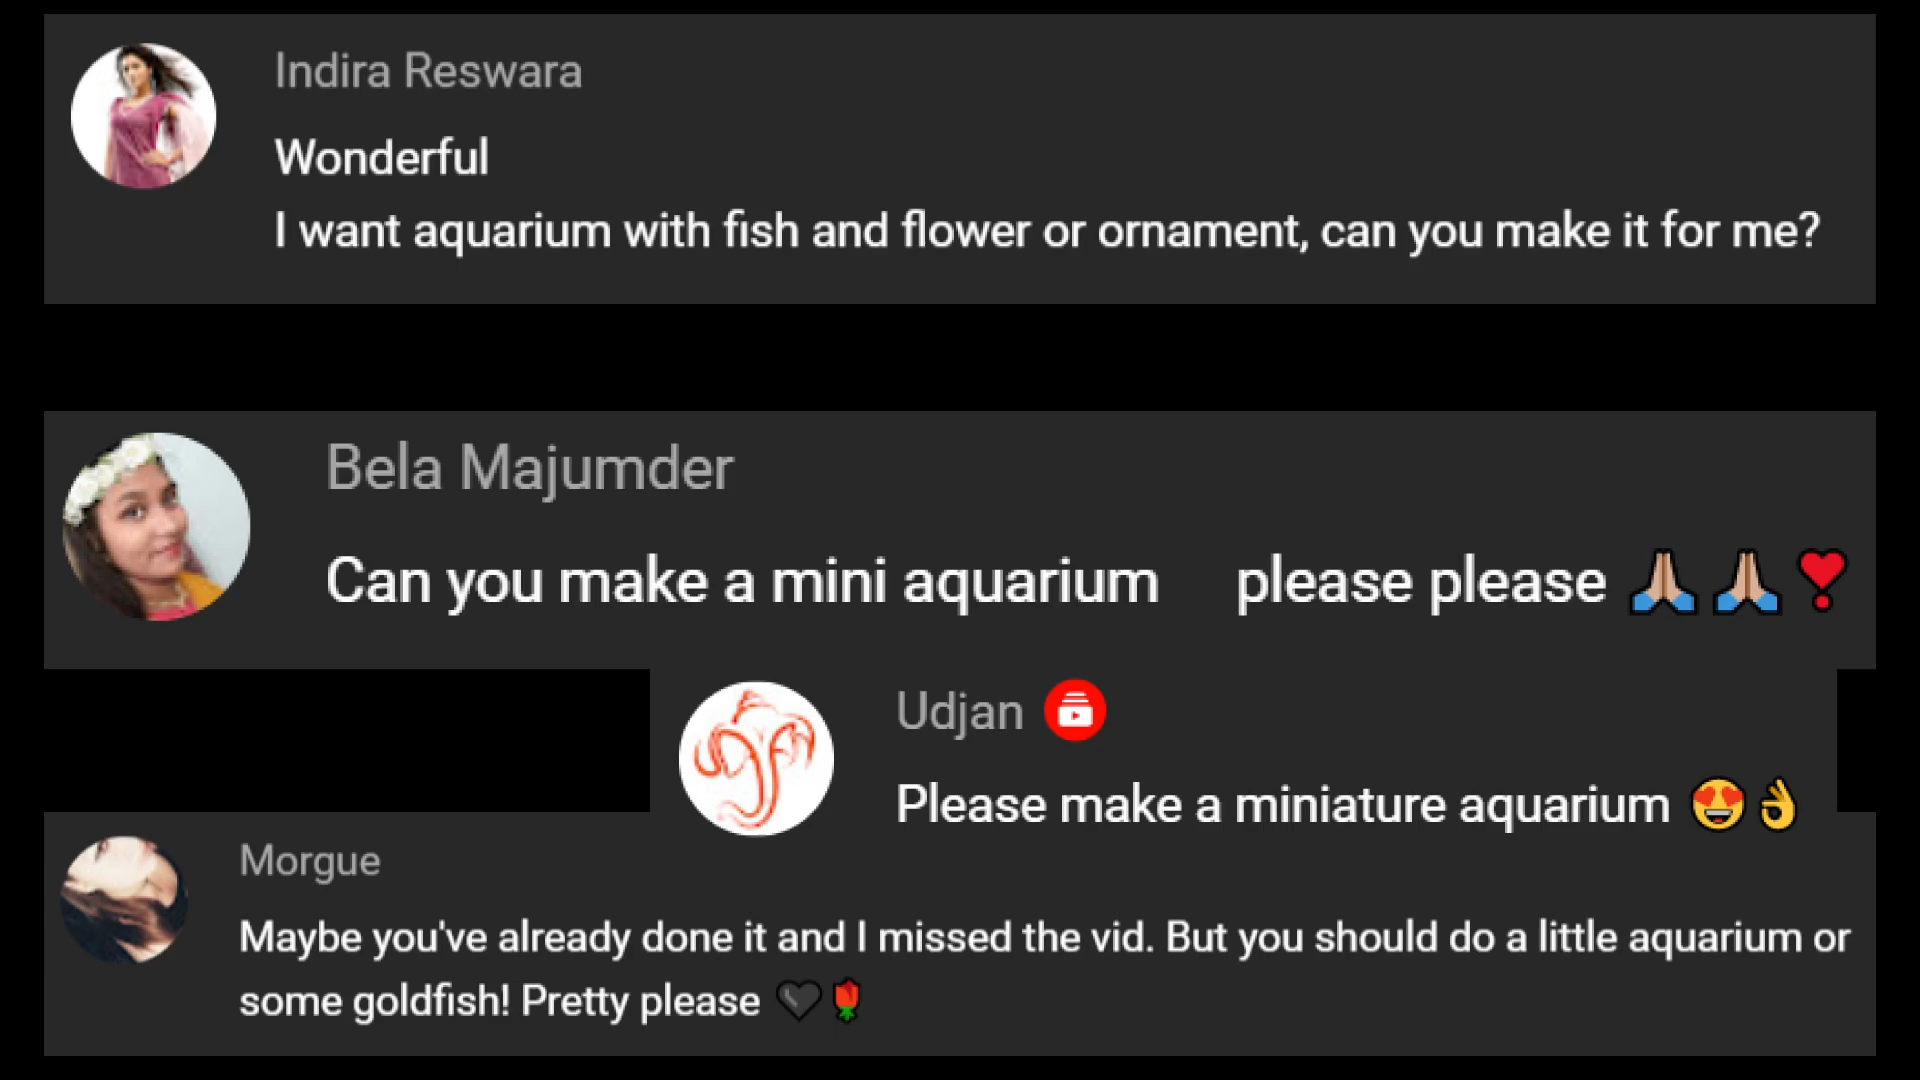 Indira Reswara
Wonderful
I want aquarium with fish and flower or ornament, can you make it for me?
Bela Majumder
Can you make a mini aquarium please please 🙏🏼🙏🏼❣️
Udjan
Please make a miniature aquarium 😍👌
Morgue
Maybe you've already done it and I missed the vid. But you should do a little aquarium or
some goldfish! Pretty please 🖤🌹